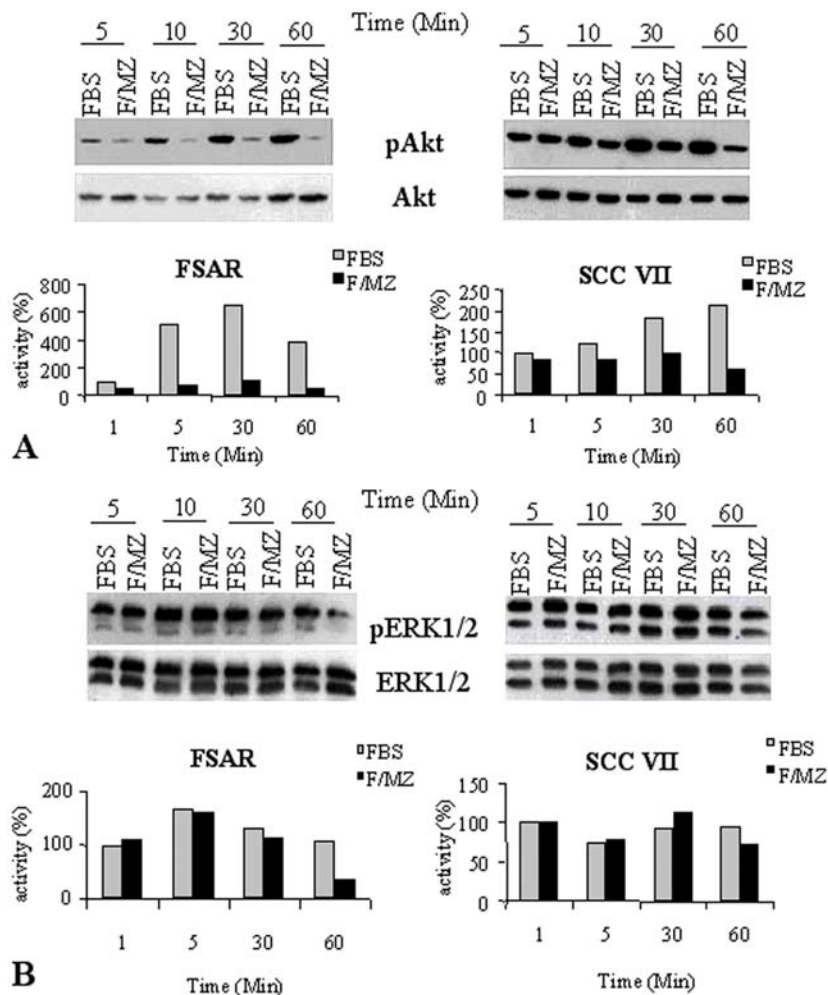 Time (Min)
5 10 30 60 5 10 30 60
FBS F/MZ FBS F/MZ FBS F/MZ FBS F/MZ FBS F/MZ FBS F/MZ FBS F/MZ FBS F/MZ
pAkt
Akt
FSAR
FBS
F/MZ
activity (%)
800
600
400
200
0
1 5 30 60
Time (Min)
SCC VII
FBS
F/MZ
activity (%)
250
200
150
100
50
0
1 5 30 60
Time (Min)
A
Time (Min)
5 10 30 60 5 10 30 60
FBS F/MZ FBS F/MZ FBS F/MZ FBS F/MZ FBS F/MZ FBS F/MZ FBS F/MZ FBS F/MZ
pERK1/2
ERK1/2
FSAR
FBS
F/MZ
activity (%)
200
100
0
1 5 30 60
Time (Min)
SCC VII
FBS
F/MZ
activity (%)
150
100
50
0
1 5 30 60
Time (Min)
B